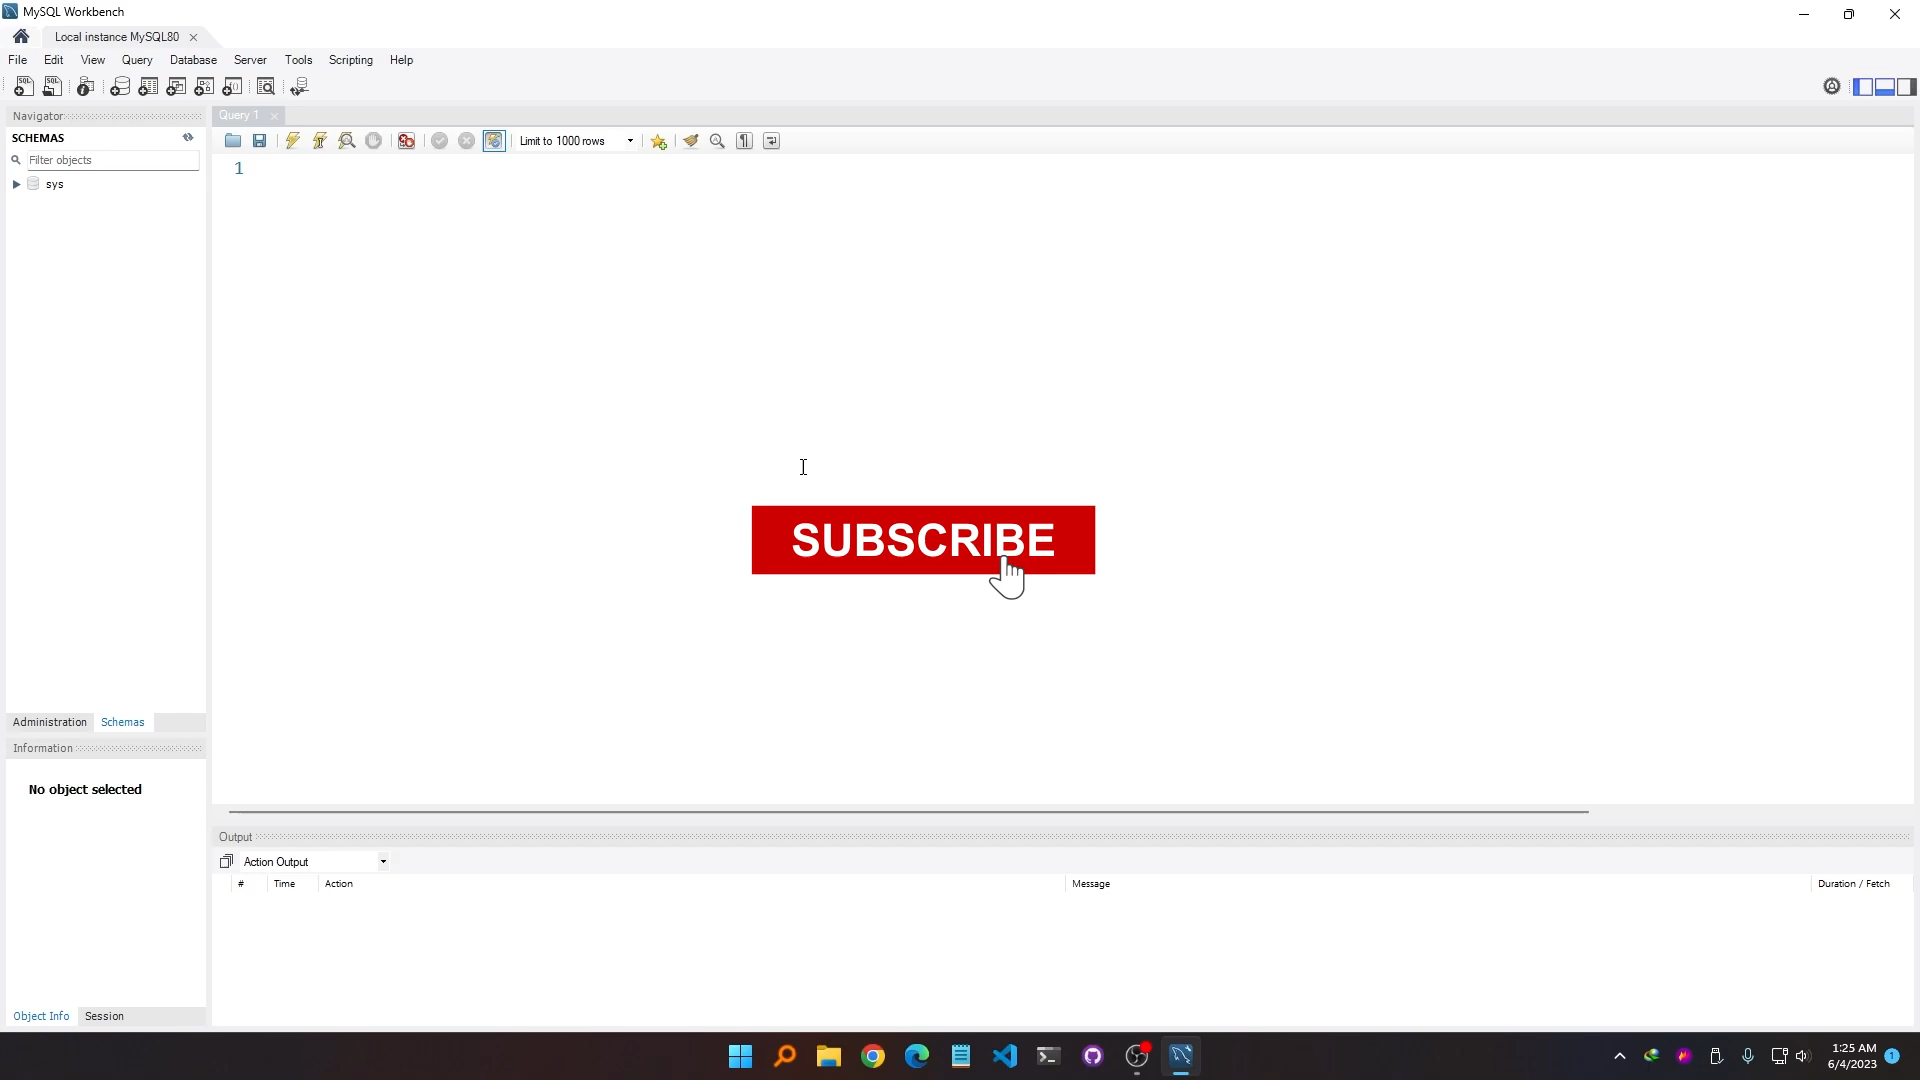 MySQL Workbench
Local instance MySQL80
File Edit View Query Database Server Tools Scripting Help
Navigator
Query 1
SCHEMAS
Limit to 1000 rows
Filter objects
1
sys
SUBSCRIBE
Administration Schemas
Information
No object selected
Output
Action Output
# Time Action Message Duration / Fetch
Object Info Session
1:25 AM
6/4/2023
1